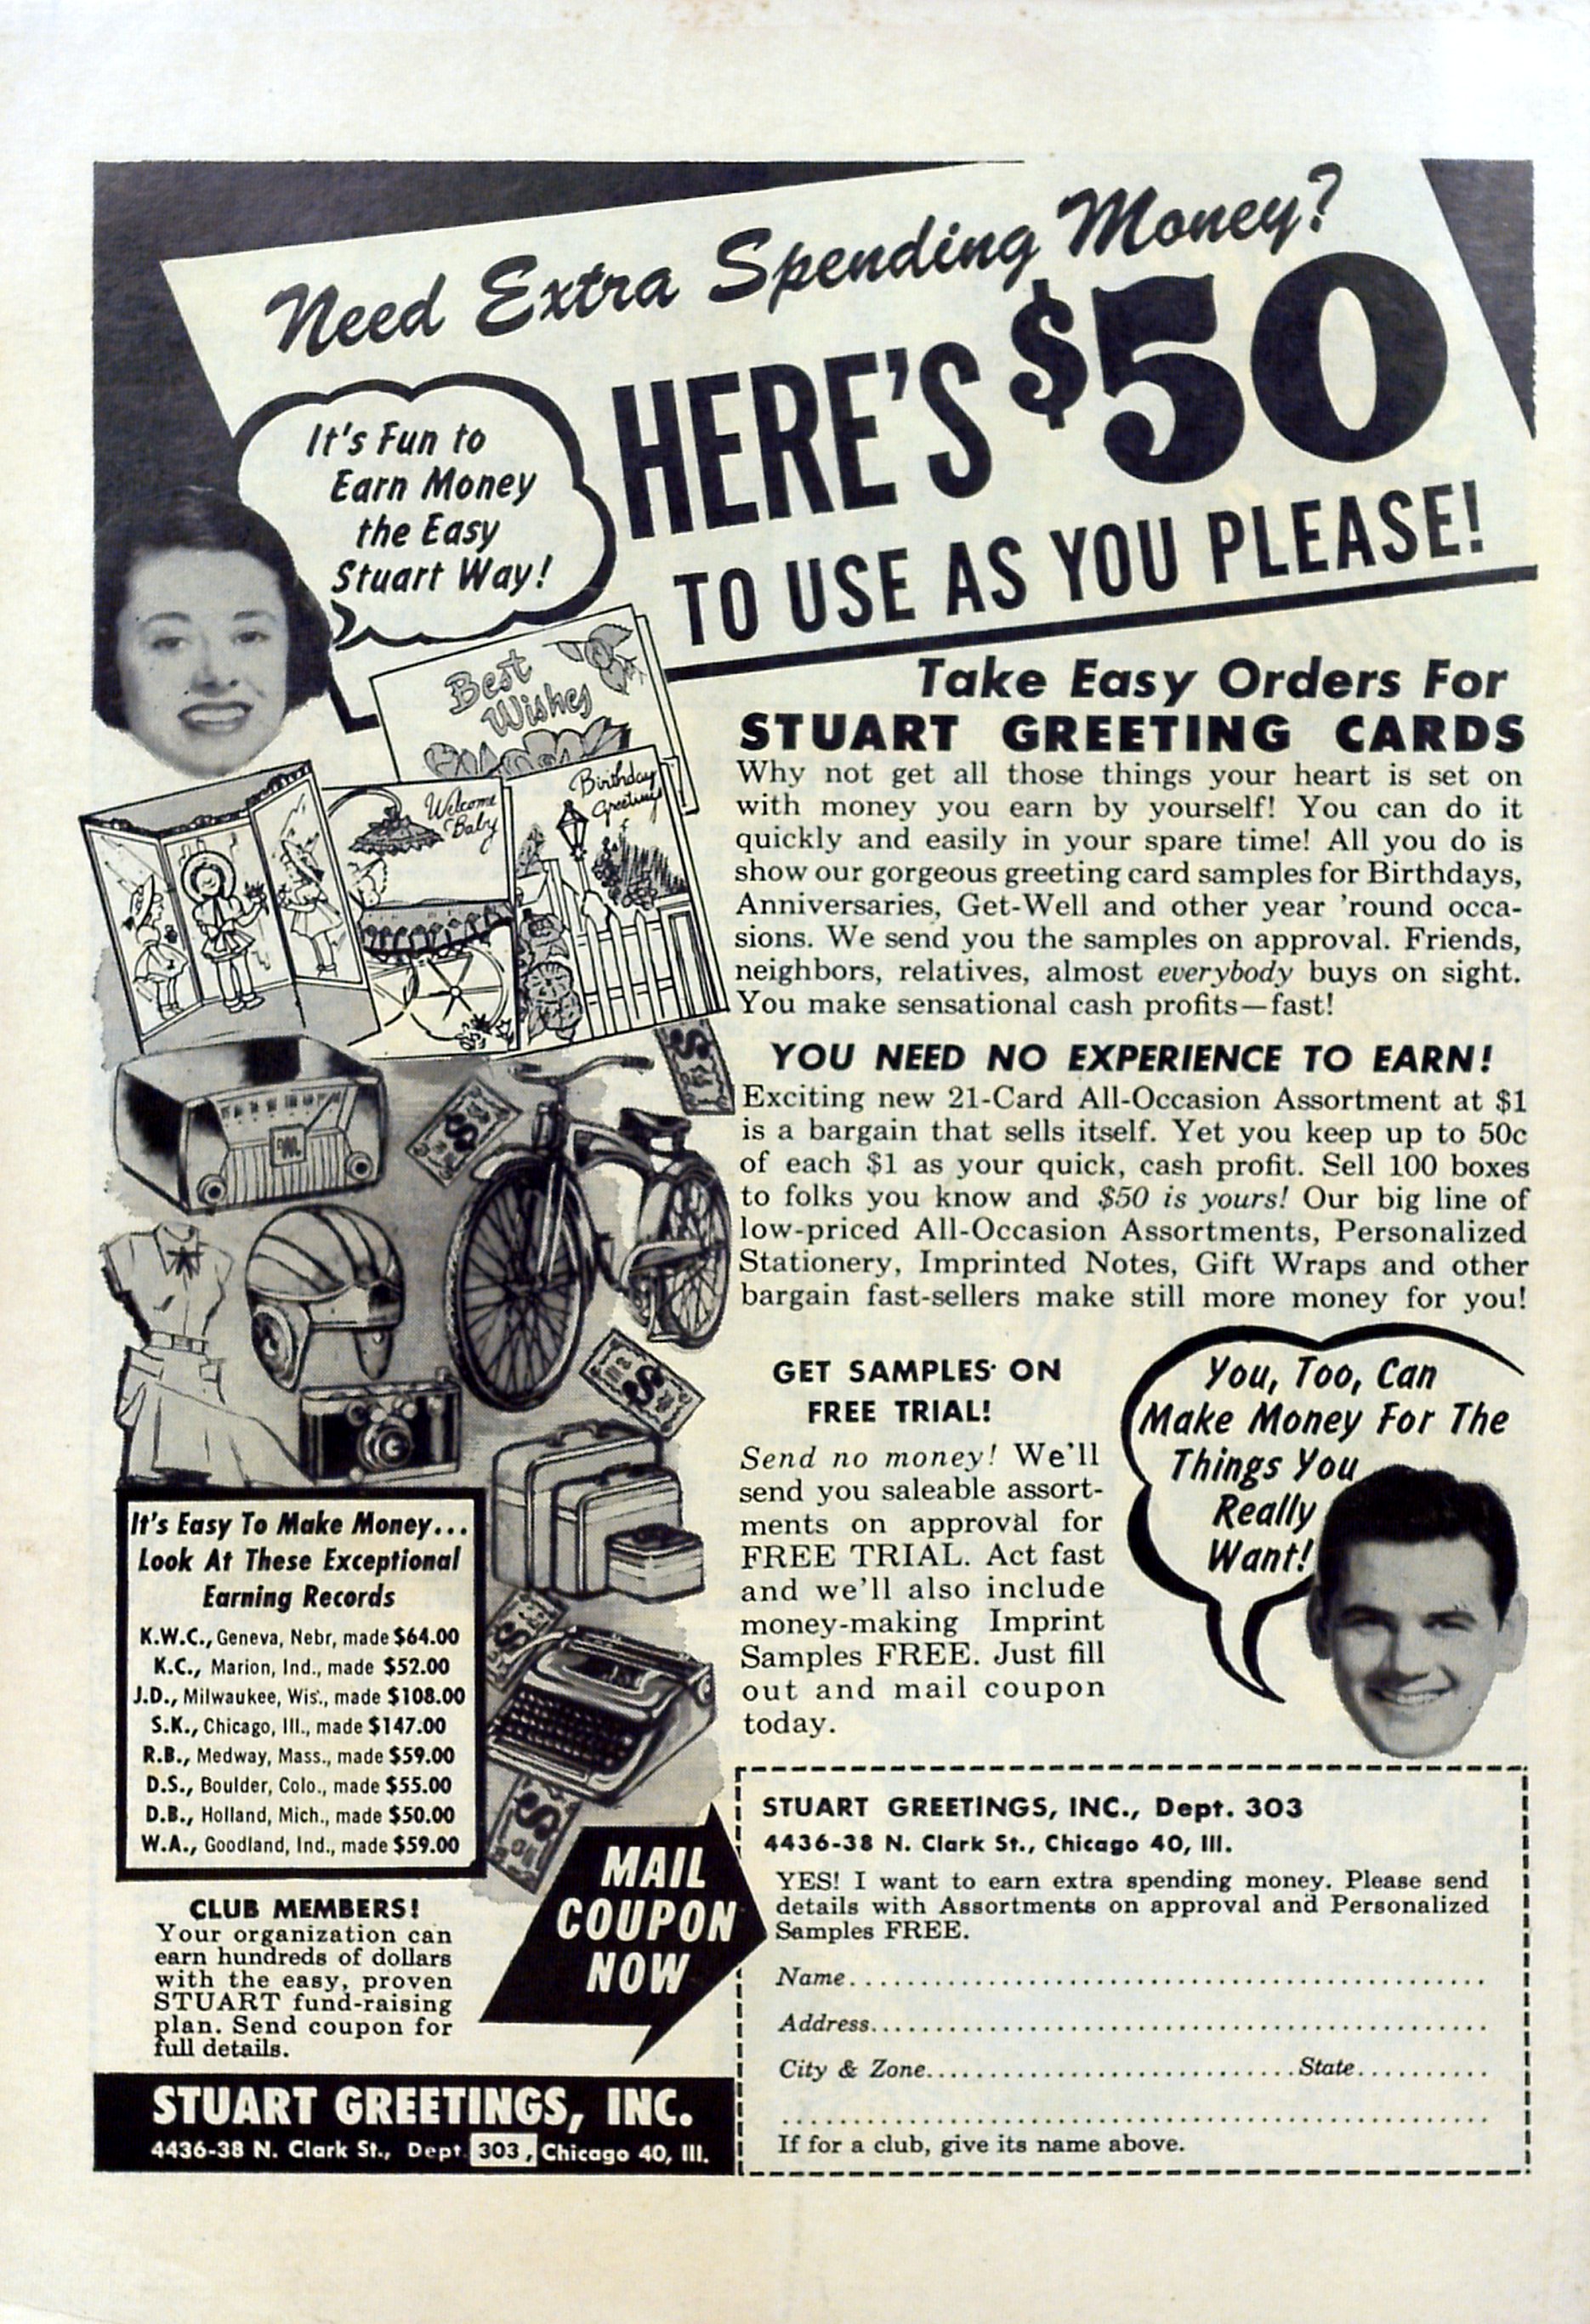 Need Extra Spending Money?
HERE'S $50
TO USE AS YOU PLEASE!
It's Fun to
Earn Money
the Easy
Stuart Way!
Best
Wishes
Welcome
Baby
Birthday
Greetings
Take Easy Orders For
STUART GREETING CARDS
Why not get all those things your heart is set on
with money you earn by yourself! You can do it
quickly and easily in your spare time! All you do is
show our gorgeous greeting card samples for Birthdays,
Anniversaries, Get-Well and other year 'round occa-
sions. We send you the samples on approval. Friends,
neighbors, relatives, almost everybody buys on sight.
You make sensational cash profits—fast!
YOU NEED NO EXPERIENCE TO EARN!
Exciting new 21-Card All-Occasion Assortment at $1
is a bargain that sells itself. Yet you keep up to 50c
of each $1 as your quick, cash profit. Sell 100 boxes
to folks you know and $50 is yours! Our big line of
low-priced All-Occasion Assortments, Personalized
Stationery, Imprinted Notes, Gift Wraps and other
bargain fast-sellers make still more money for you!
GET SAMPLES ON
FREE TRIAL!
Send no money! We'll
send you saleable assort-
ments on approval for
FREE TRIAL. Act fast
and we'll also include
money-making Imprint
Samples FREE. Just fill
out and mail coupon
today.
You, Too, Can
Make Money For The
Things You
Really
Want!
It's Easy To Make Money...
Look At These Exceptional
Earning Records
K.W.C., Geneva, Nebr, made $64.00
K.C., Marion, Ind., made $52.00
J.D., Milwaukee, Wis., made $108.00
S.K., Chicago, Ill., made $147.00
R.B., Medway, Mass., made $59.00
D.S., Boulder, Colo., made $55.00
D.B., Holland, Mich., made $50.00
W.A., Goodland, Ind., made $59.00
CLUB MEMBERS!
Your organization can
earn hundreds of dollars
with the easy, proven
STUART fund-raising
plan. Send coupon for
full details.
MAIL
COUPON
NOW
STUART GREETINGS, INC.
4436-38 N. Clark St., Dept. 303, Chicago 40, Ill.
STUART GREETINGS, INC., Dept. 303
4436-38 N. Clark St., Chicago 40, Ill.
YES! I want to earn extra spending money. Please send
details with Assortments on approval and Personalized
Samples FREE.
Name
Address
City & Zone State
If for a club, give its name above.